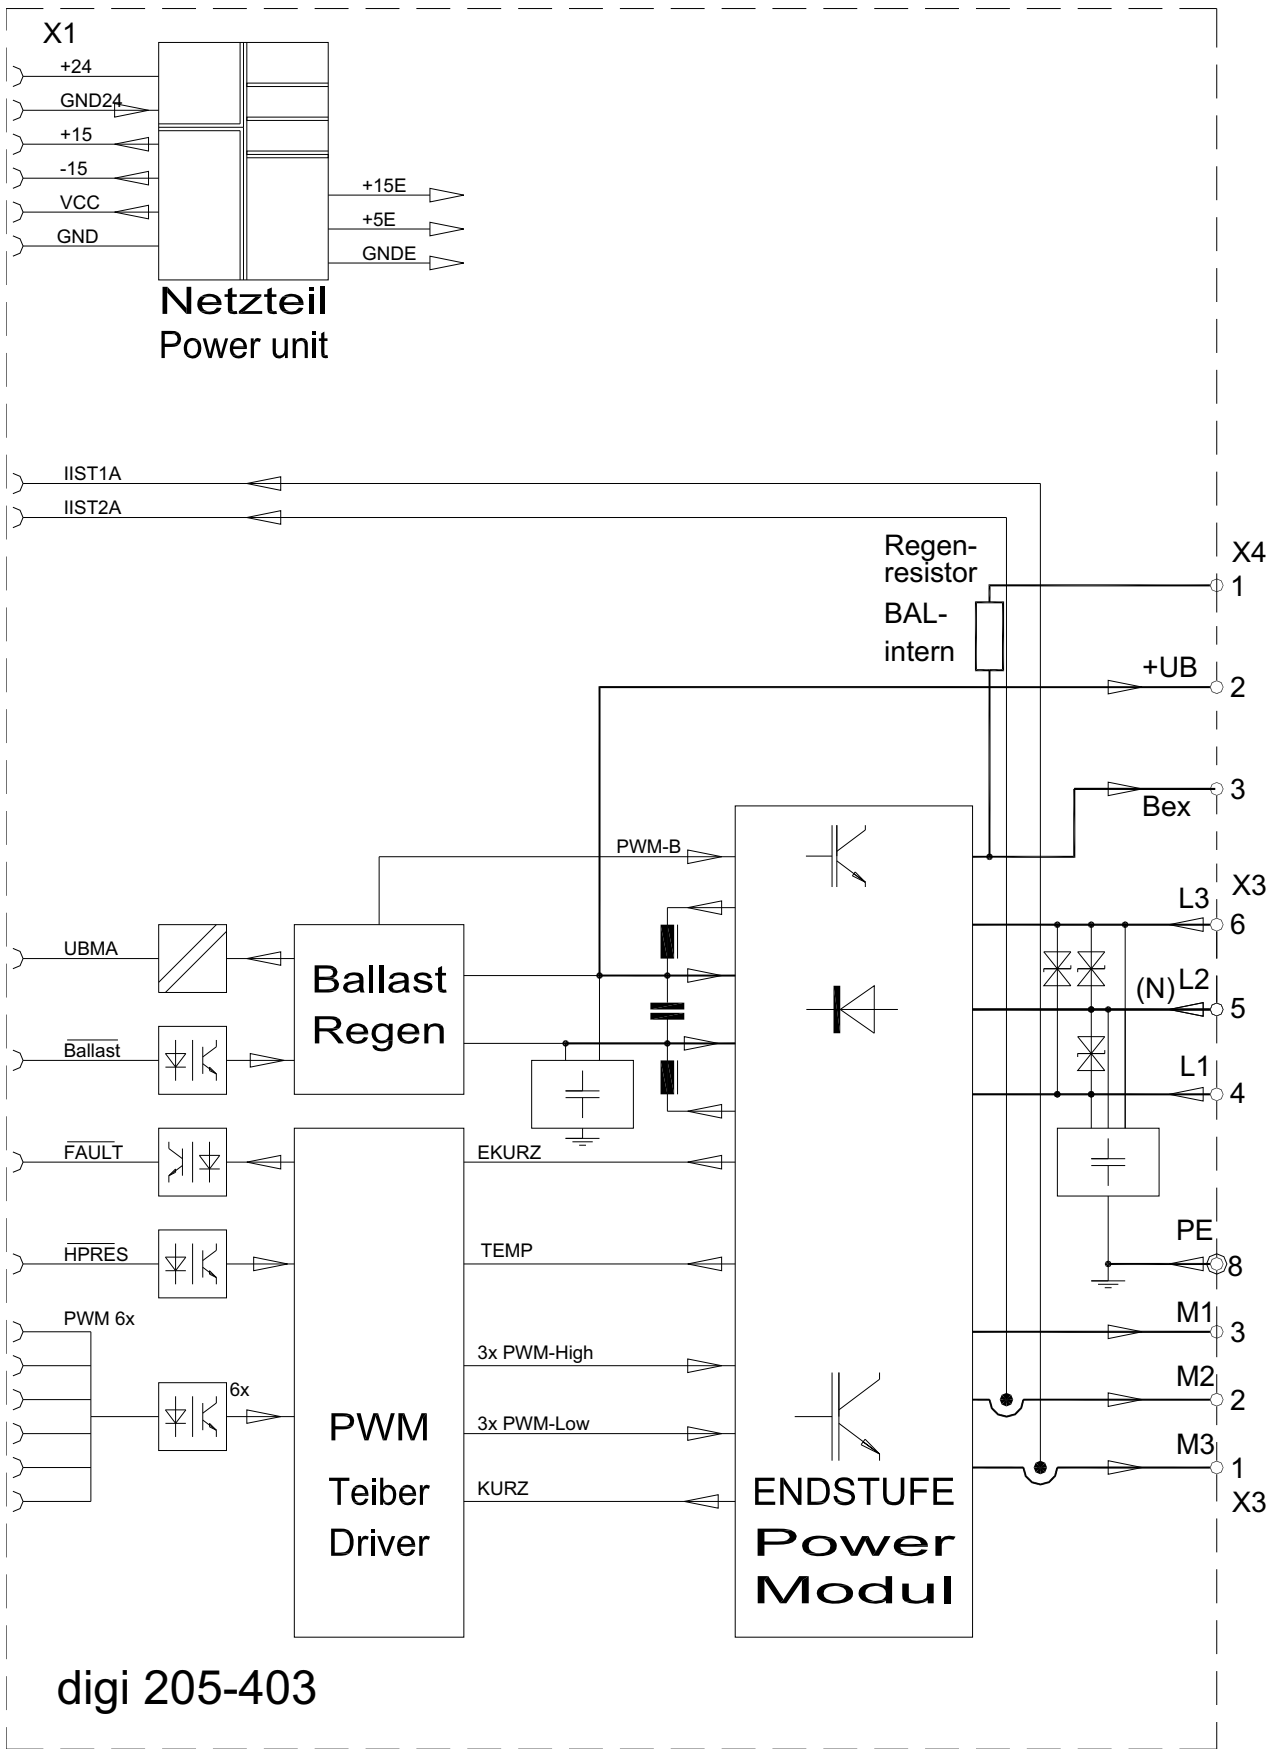 X1
+24
GND24
+15
-15
VCC
GND
+15E
+5E
GNDE
Netzteil
Power unit
IIST1A
IIST2A
Regen-
resistor
BAL-
intern
X4
1
+UB
2
3
Bex
PWM-B
X3
L3
6
UBMA
Ballast
Regen
(N) L2
5
Ballast
L1
4
FAULT
EKURZ
HPRES
TEMP
PE
8
PWM 6x
6x
3x PWM-High
3x PWM-Low
KURZ
PWM
Teiber
Driver
ENDSTUFE
Power
Modul
M1
3
M2
2
M3
1
X3
digi 205-403